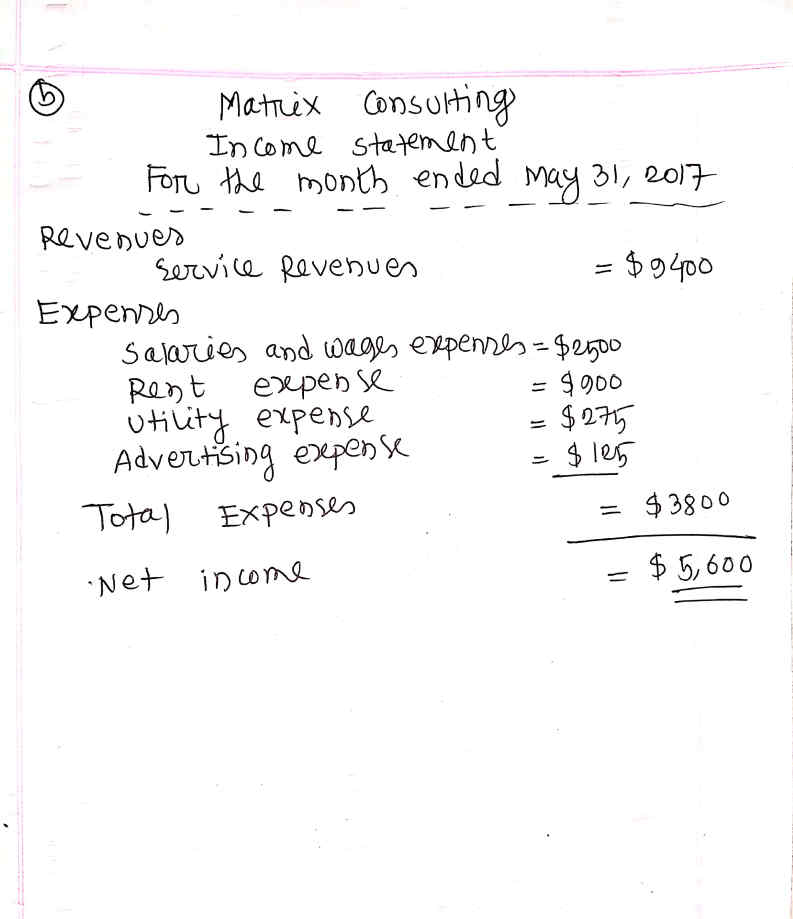 b
Matrix Consulting
Income statement
For the month ended May 31, 2017
Revenues
Service Revenues = $9400
Expenses
Salaries and wages expenses = $2500
Rent expense = $900
Utility expense = $275
Advertising expense = $125
Total Expenses = $3800
Net income = $5,600